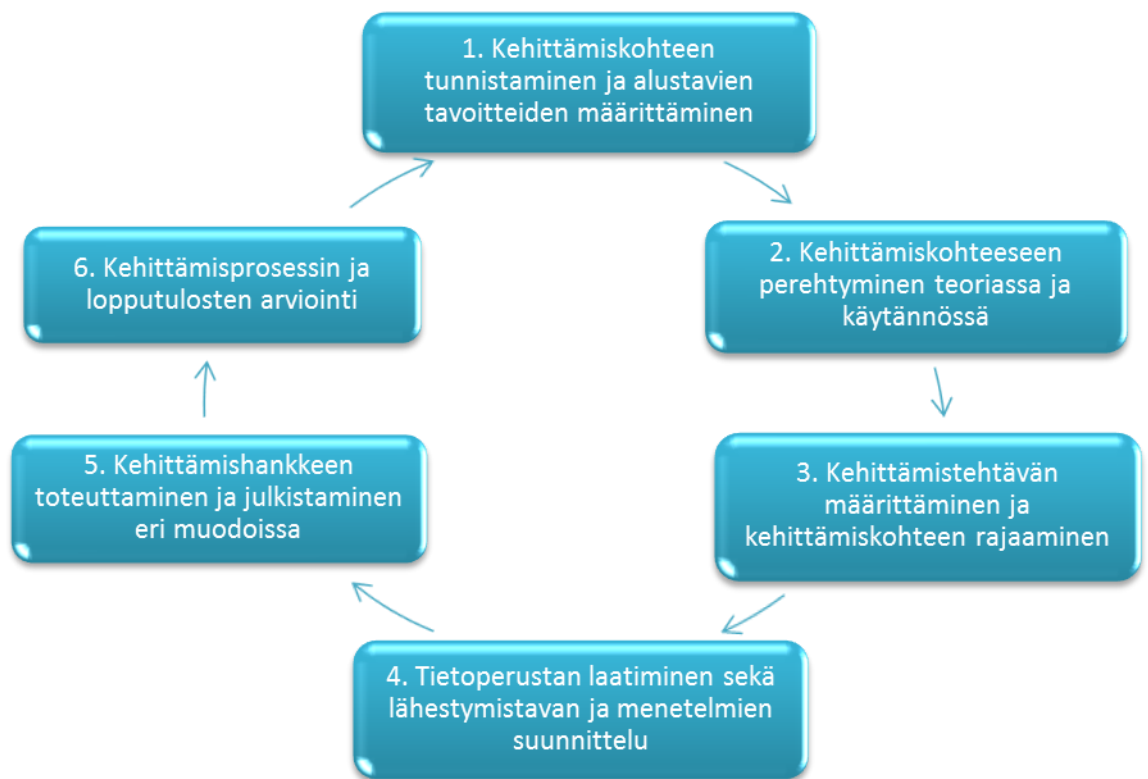 1. Kehittämiskohteen
tunnistaminen ja alustavien
tavoitteiden määrittäminen
2. Kehittämiskohteeseen
perehtyminen teoriassa ja
käytännössä
3. Kehittämistehtävän
määrittäminen ja
kehittämiskohteen rajaaminen
4. Tietoperustan laatiminen sekä
lähestymistavan ja menetelmien
suunnittelu
5. Kehittämishankkeen
toteuttaminen ja julkistaminen
eri muodoissa
6. Kehittämisprosessin ja
lopputulosten arviointi